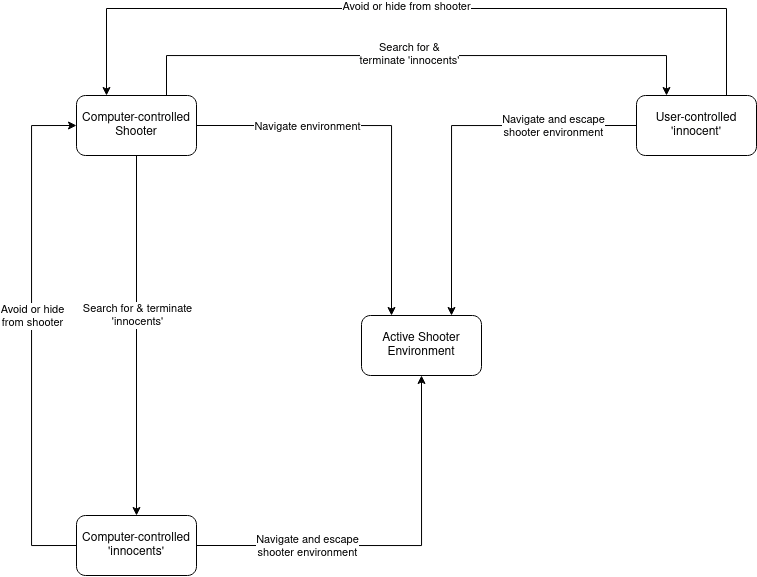 Avoid or hide from shooter
Search for &
terminate 'innocents'
Computer-controlled
Shooter
Navigate environment
Navigate and escape
shooter environment
User-controlled
'innocent'
Avoid or hide
from shooter
Search for & terminate
'innocents'
Active Shooter
Environment
Computer-controlled
'innocents'
Navigate and escape
shooter environment